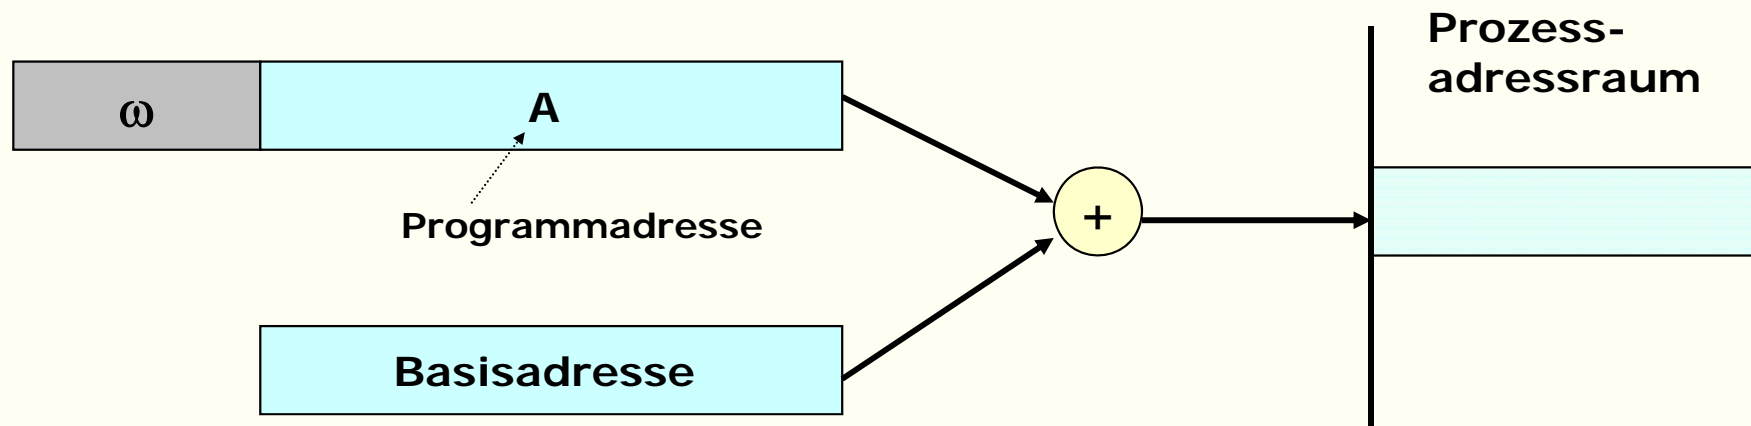 Prozess-
adressraum
ω
A
Programmadresse
+
Basisadresse